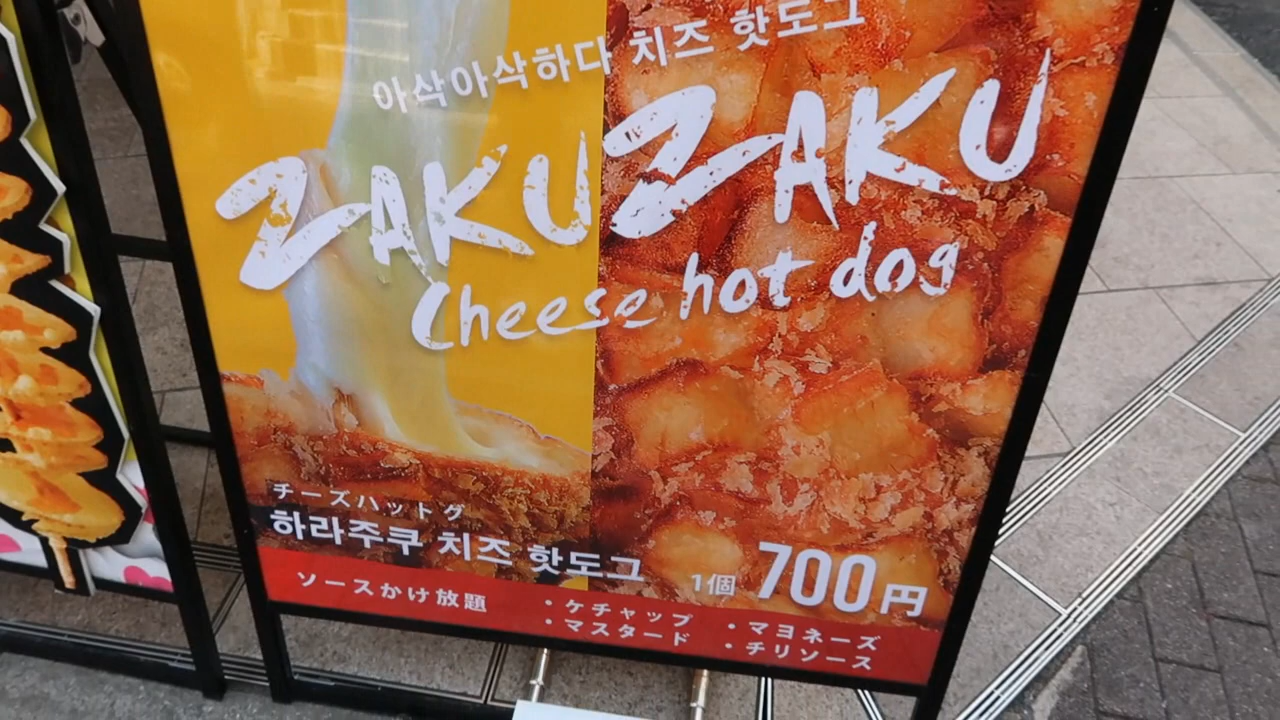 아삭아삭하다 치즈 핫도그
ZAKUZAKU
Cheese hot dog
チーズハットグ
하라주쿠 치즈 핫도그
1個 700円
ソースかけ放題
・ケチャップ ・マヨネーズ
・マスタード ・チリソース